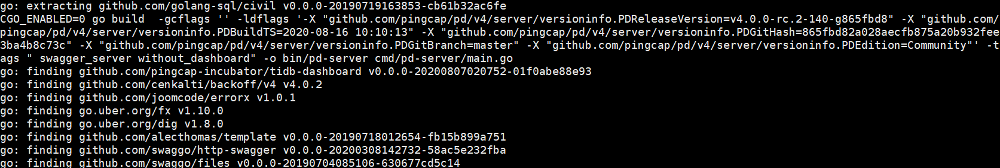 go: extracting github.com/golang-sql/civil v0.0.0-20190719163853-cb61b32ac6fe
CGO_ENABLED=0 go build  -gcflags '' -ldflags '-X "github.com/pingcap/pd/v4/server/versioninfo.PDReleaseVersion=v4.0.0-rc.2-140-g865fbd8" -X "github.com/
pingcap/pd/v4/server/versioninfo.PDBuildTS=2020-08-16 10:10:13" -X "github.com/pingcap/pd/v4/server/versioninfo.PDGitHash=865fbd82a028aecfb875a20b932fee
3ba4b8c73c" -X "github.com/pingcap/pd/v4/server/versioninfo.PDGitBranch=master" -X "github.com/pingcap/pd/v4/server/versioninfo.PDEdition=Community"' -t
ags " swagger_server without_dashboard" -o bin/pd-server cmd/pd-server/main.go
go: finding github.com/pingcap-incubator/tidb-dashboard v0.0.0-20200807020752-01f0abe88e93
go: finding github.com/cenkalti/backoff/v4 v4.0.2
go: finding github.com/joomcode/errorx v1.0.1
go: finding go.uber.org/fx v1.10.0
go: finding go.uber.org/dig v1.8.0
go: finding github.com/alecthomas/template v0.0.0-20190718012654-fb15b899a751
go: finding github.com/swaggo/http-swagger v0.0.0-20200308142732-58ac5e232fba
go: finding github.com/swaggo/files v0.0.0-20190704085106-630677cd5c14